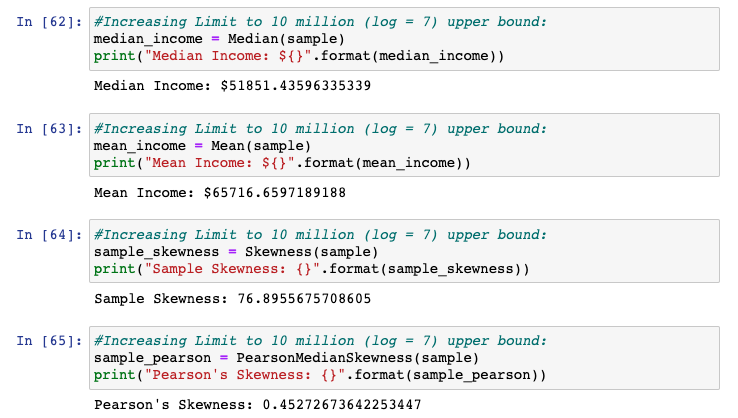 In [62]: #Increasing Limit to 10 million (log = 7) upper bound:
median_income = Median(sample)
print("Median Income: ${}".format(median_income))
Median Income: $51851.43596335339
In [63]: #Increasing Limit to 10 million (log = 7) upper bound:
mean_income = Mean(sample)
print("Mean Income: ${}".format(mean_income))
Mean Income: $65716.6597189188
In [64]: #Increasing Limit to 10 million (log = 7) upper bound:
sample_skewness = Skewness(sample)
print("Sample Skewness: {}".format(sample_skewness))
Sample Skewness: 76.8955675708605
In [65]: #Increasing Limit to 10 million (log = 7) upper bound:
sample_pearson = PearsonMedianSkewness(sample)
print("Pearson's Skewness: {}".format(sample_pearson))
Pearson's Skewness: 0.45272673642253447